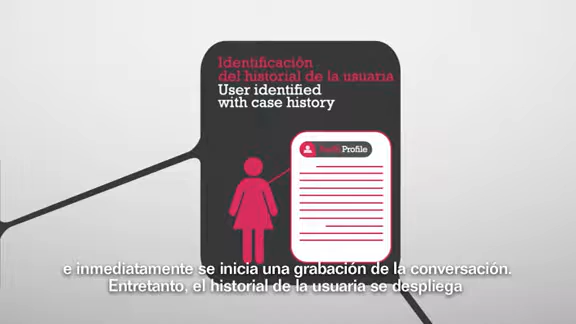 Identificación
del historial de la usuaria
User identified
with case history
Profile
e inmediatamente se inicia una grabación de la conversación.
Entretanto, el historial de la usuaria se despliega